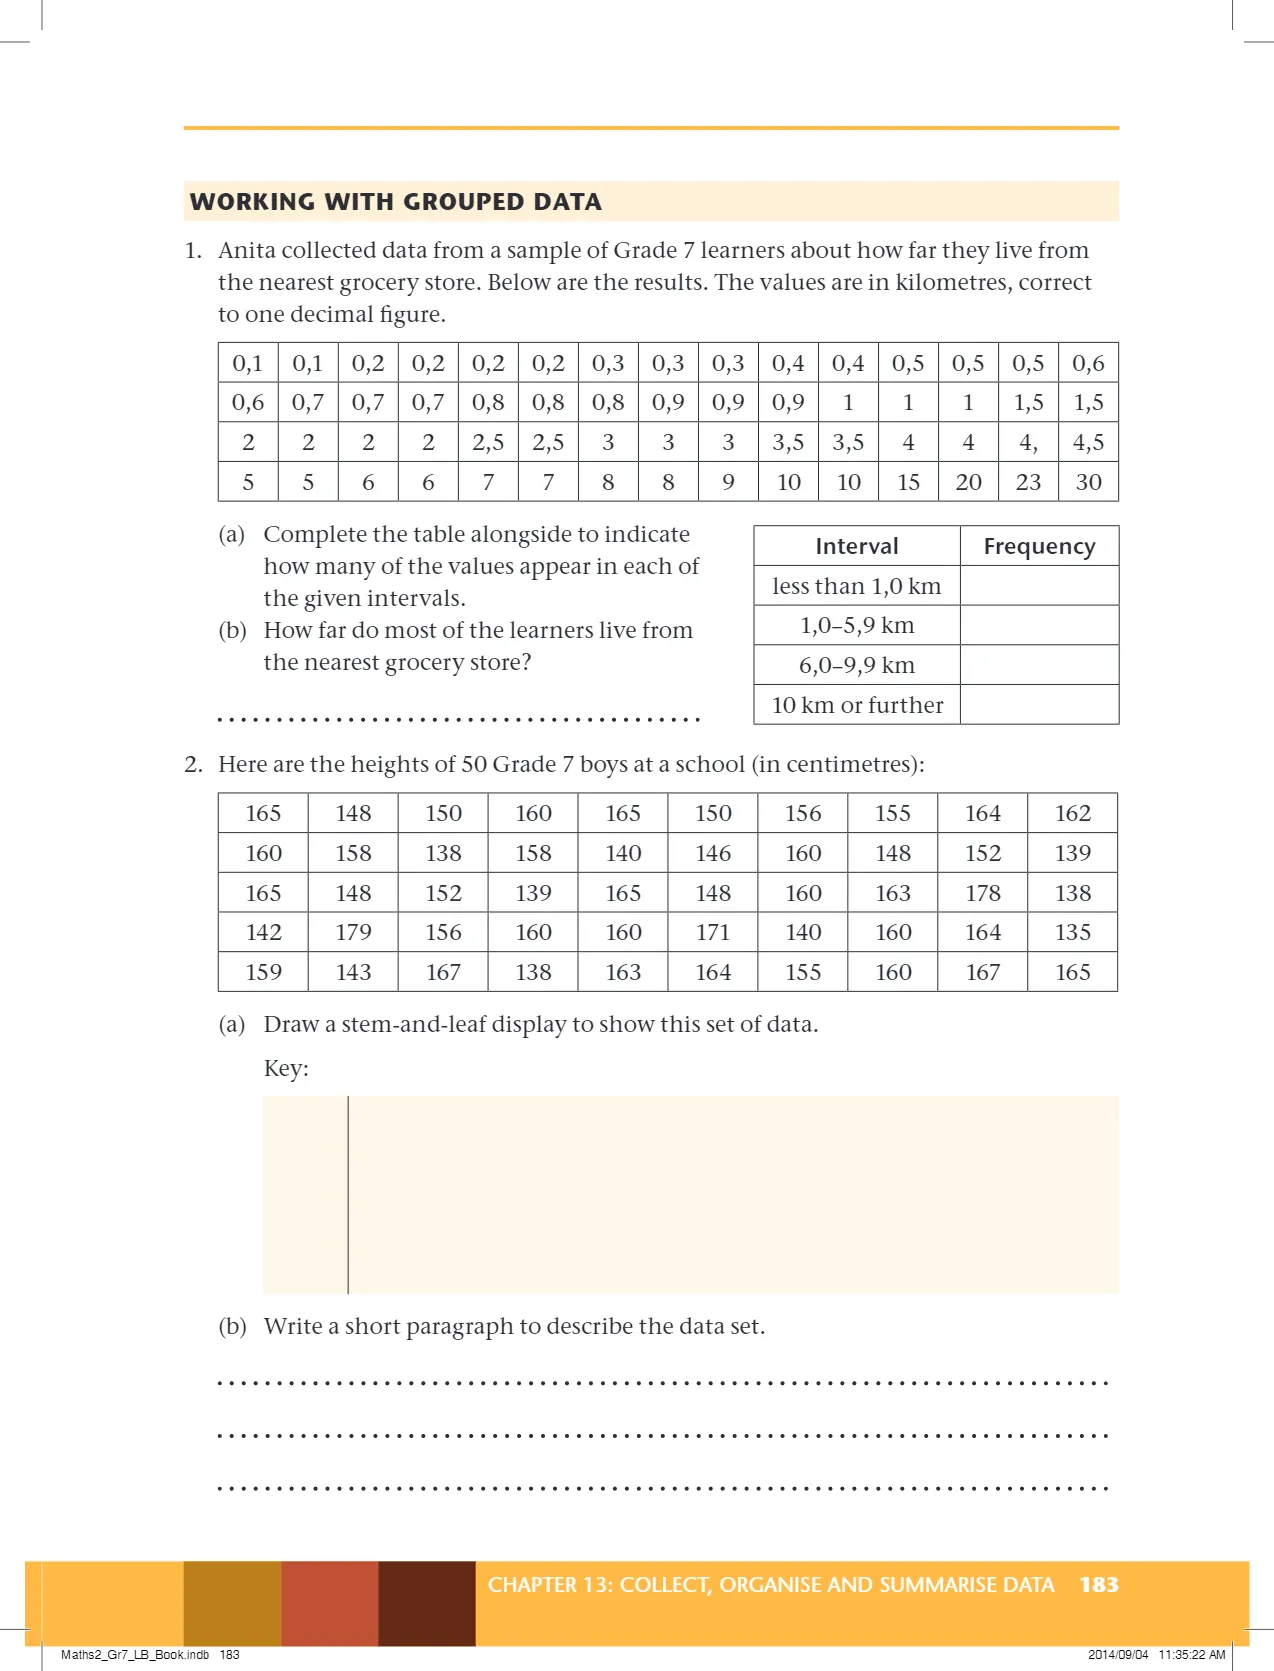 WORKING WITH GROUPED DATA
1. Anita collected data from a sample of Grade 7 learners about how far they live from
the nearest grocery store. Below are the results. The values are in kilometres, correct
to one decimal figure.
0,1 0,1 0,2 0,2 0,2 0,2 0,3 0,3 0,3 0,4 0,4 0,5 0,5 0,5 0,6
0,6 0,7 0,7 0,7 0,8 0,8 0,8 0,9 0,9 0,9 1 1 1 1,5 1,5
2 2 2 2 2,5 2,5 3 3 3 3,5 3,5 4 4 4, 4,5
5 5 6 6 7 7 8 8 9 10 10 15 20 23 30
(a) Complete the table alongside to indicate
how many of the values appear in each of
the given intervals.
(b) How far do most of the learners live from
the nearest grocery store?
Interval Frequency
less than 1,0 km
1,0–5,9 km
6,0–9,9 km
10 km or further
2. Here are the heights of 50 Grade 7 boys at a school (in centimetres):
165 148 150 160 165 150 156 155 164 162
160 158 138 158 140 146 160 148 152 139
165 148 152 139 165 148 160 163 178 138
142 179 156 160 160 171 140 160 164 135
159 143 167 138 163 164 155 160 167 165
(a) Draw a stem-and-leaf display to show this set of data.
Key:
(b) Write a short paragraph to describe the data set.
CHAPTER 13: COLLECT, ORGANISE AND SUMMARISE DATA 183
Maths2_Gr7_LB_Book.indb 183 2014/09/04 11:35:22 AM